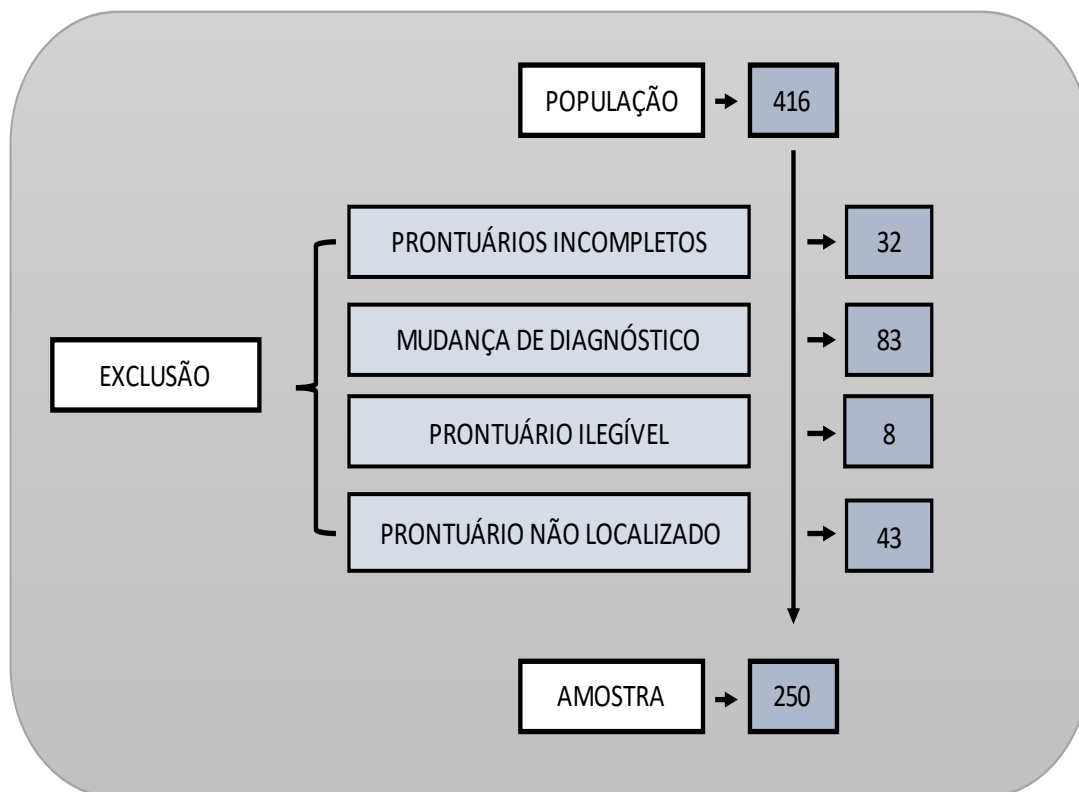 POPULAÇÃO
416
PRONTUÁRIOS INCOMPLETOS
32
MUDANÇA DE DIAGNÓSTICO
83
EXCLUSÃO
PRONTUÁRIO ILEGÍVEL
8
PRONTUÁRIO NÃO LOCALIZADO
43
AMOSTRA
250